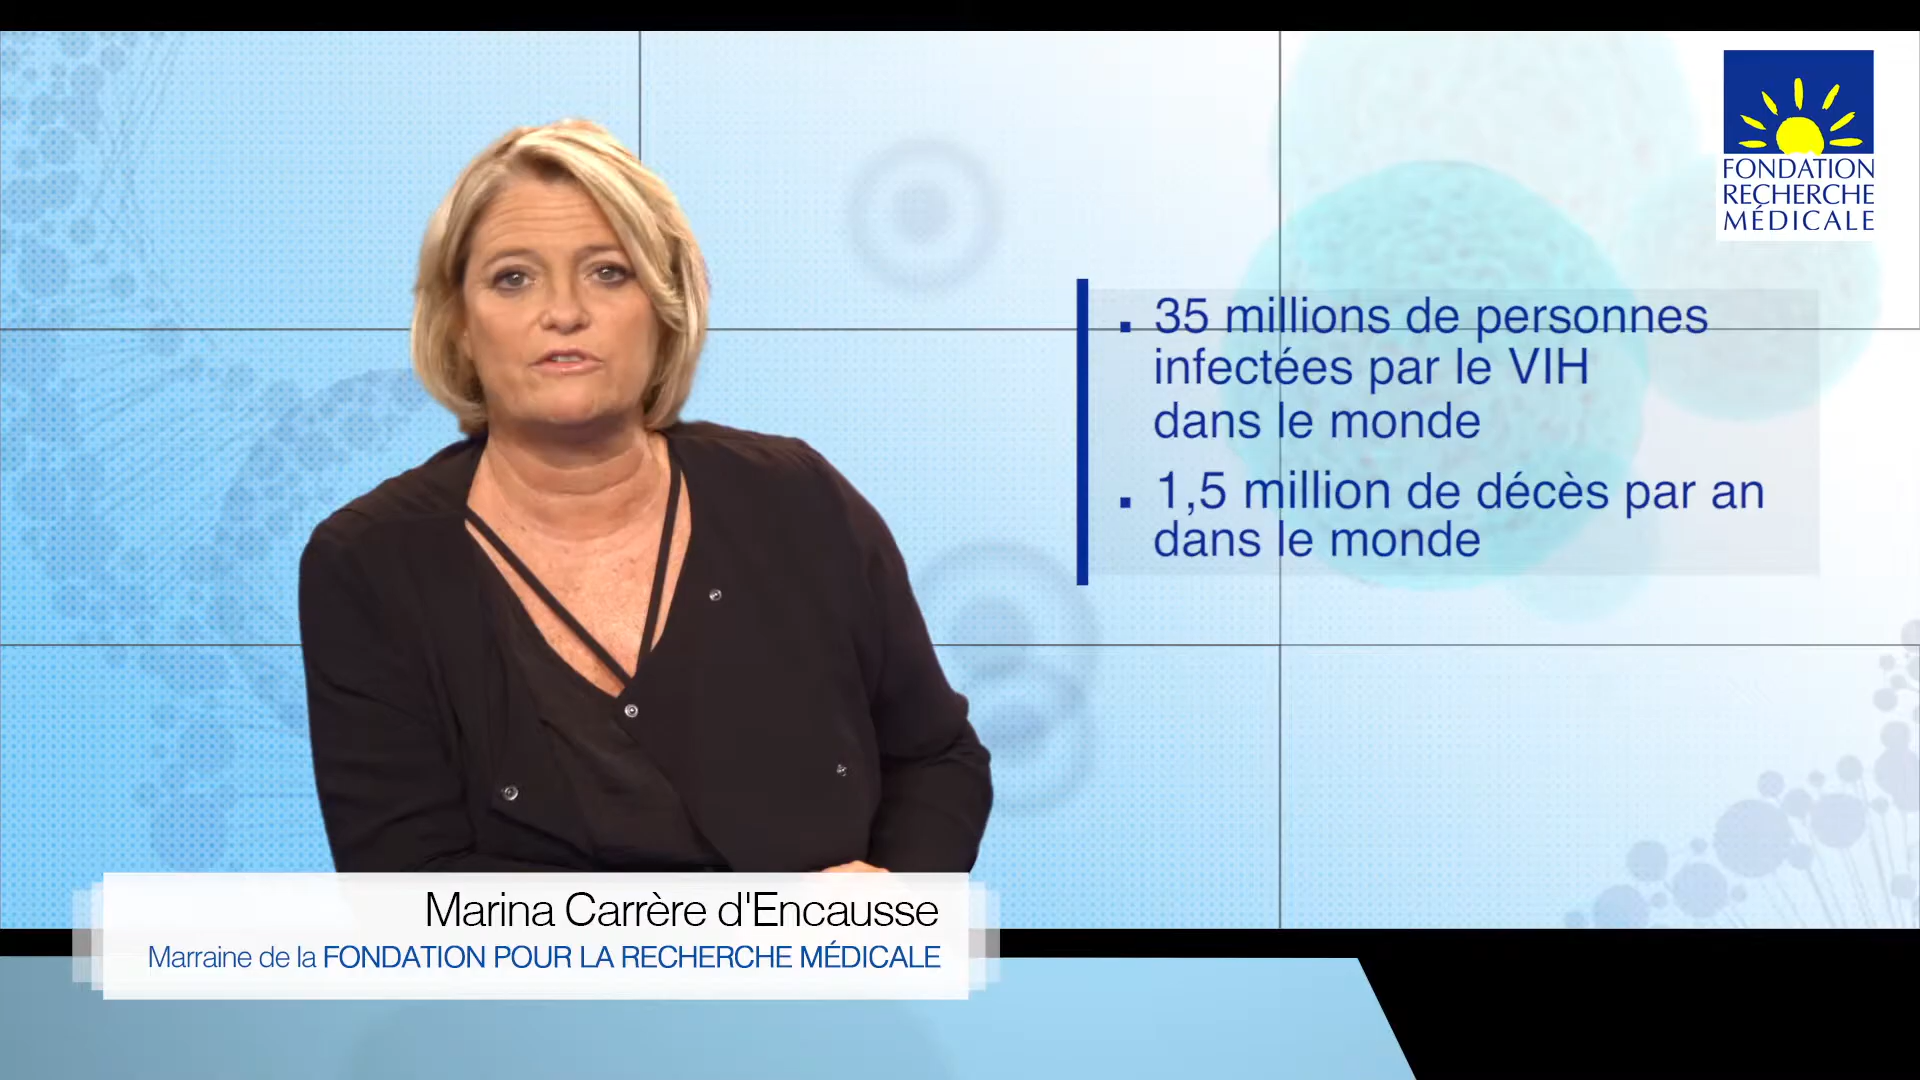 FONDATION
RECHERCHE
MÉDICALE
▪ 35 millions de personnes
infectées par le VIH
dans le monde
▪ 1,5 million de décès par an
dans le monde
Marina Carrère d'Encausse
Marraine de la FONDATION POUR LA RECHERCHE MÉDICALE